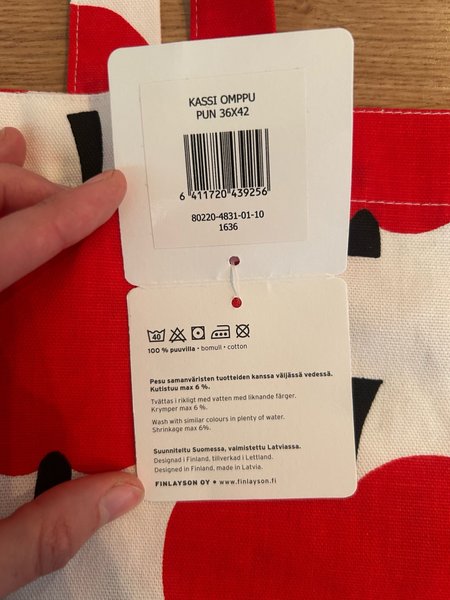 KASSI OMPPU
PUN 36X42
6 411720 439256
80220-4831-01-10
1636
40
100 % puuvilla • bomull • cotton
Pesu samanväristen tuotteiden kanssa väljässä vedessä.
Kutistuu max 6 %.
Tvättas i rikligt med vatten med liknande färger.
Krymper max 6 %.
Wash with similar colours in plenty of water.
Shrinkage max 6%.
Suunniteltu Suomessa, valmistettu Latviassa.
Designad i Finland, tillverkad i Lettland.
Designed in Finland, made in Latvia.
FINLAYSON OY • www.finlayson.fi